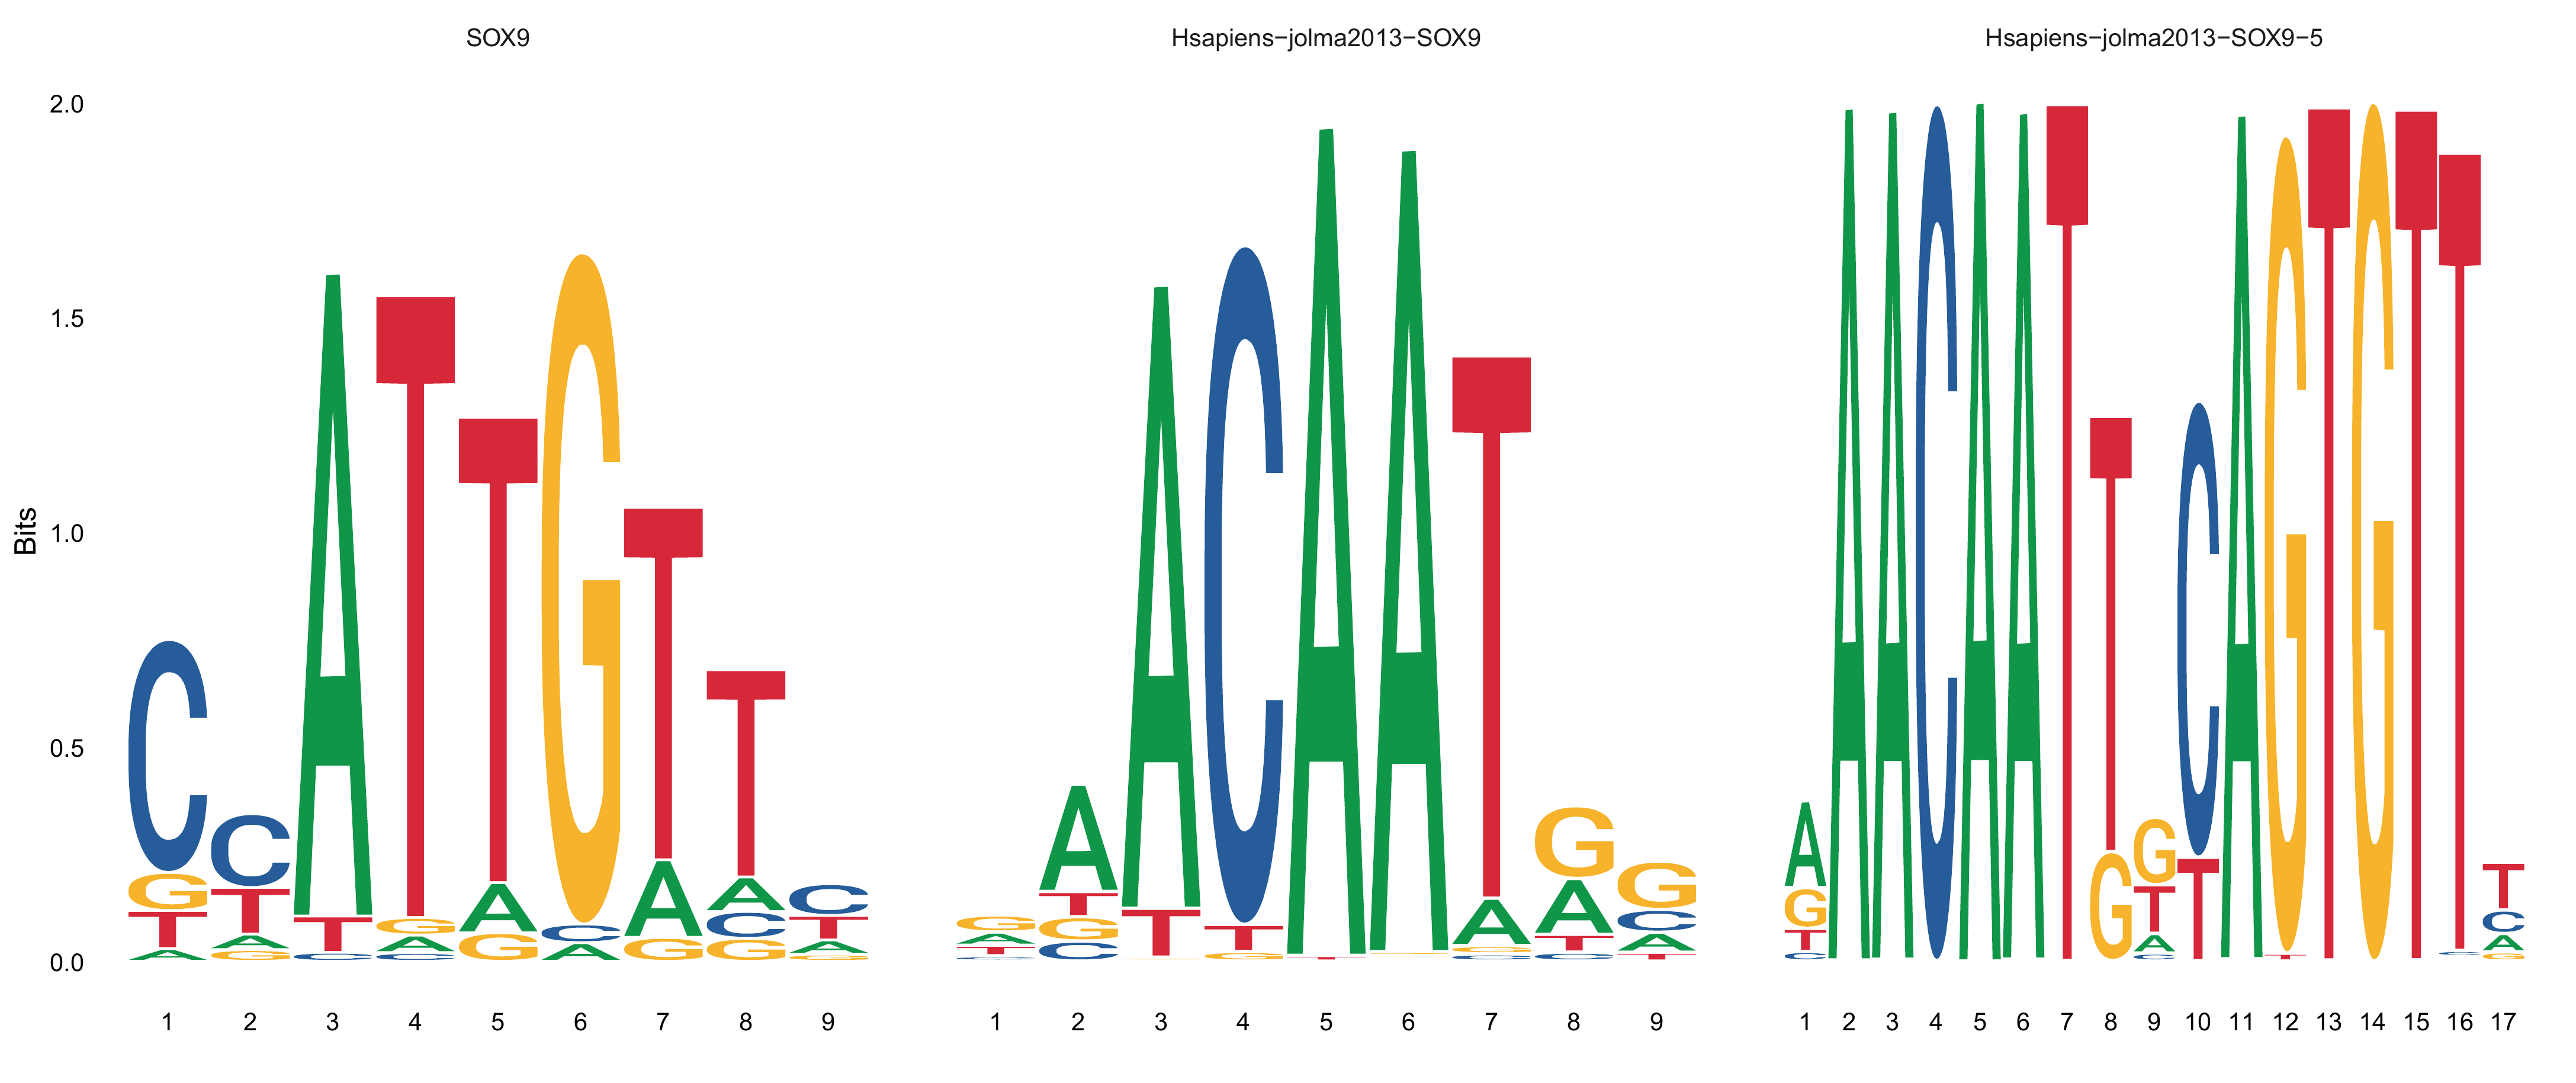 SOX9 Hsapiens−jolma2013−SOX9 Hsapiens−jolma2013−SOX9−5
2.0
1.5
1.0
0.5
0.0
Bits
C G T A
C T A G
A T C
T G A C
T A G
G C A
T A G
T A C G
C T A G
1 2 3 4 5 6 7 8 9
G A T C
A T G C
A T
C T G
A T
A
T A G C
G A T C
G C A T
1 2 3 4 5 6 7 8 9
A G T C
A
A
C
A
A
T
T G
G T A C
C T
A
G T
T
G
T
T C
T C A G
1 2 3 4 5 6 7 8 9 10 11 12 13 14 15 16 17